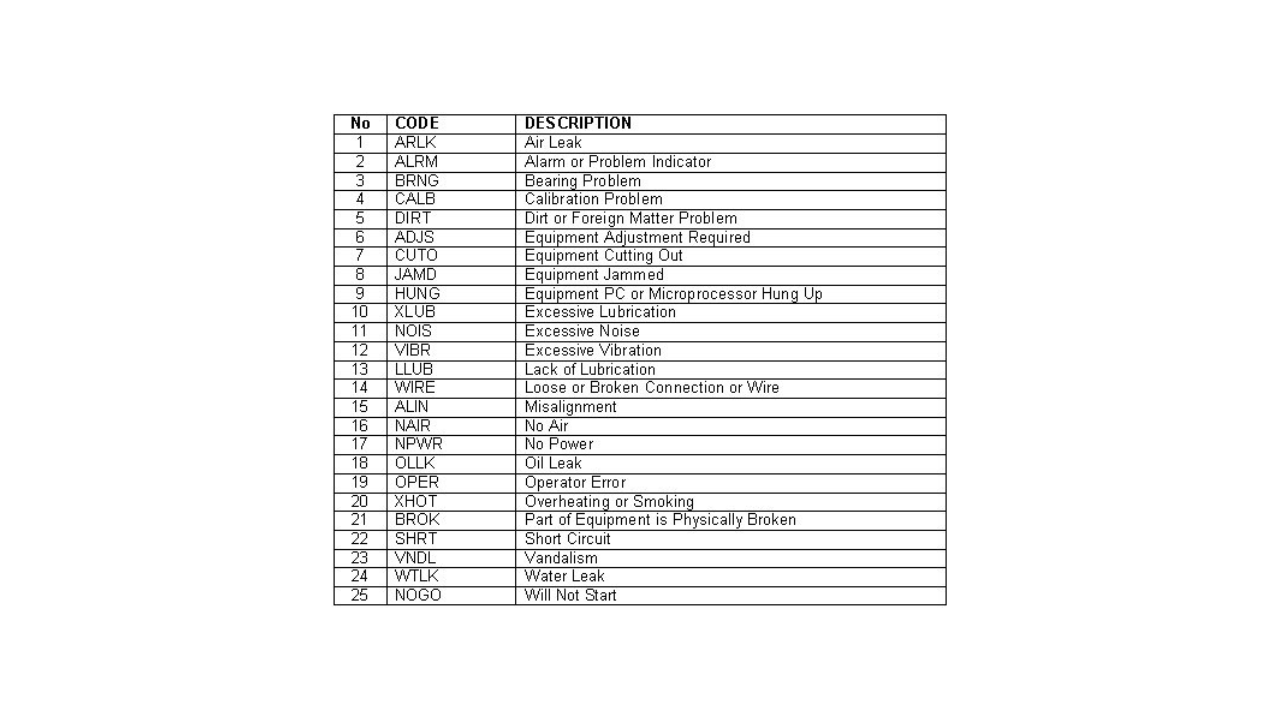 No CODE DESCRIPTION
1 ARLK Air Leak
2 ALRM Alarm or Problem Indicator
3 BRNG Bearing Problem
4 CALB Calibration Problem
5 DIRT Dirt or Foreign Matter Problem
6 ADJS Equipment Adjustment Required
7 CUTO Equipment Cutting Out
8 JAMD Equipment Jammed
9 HUNG Equipment PC or Microprocessor Hung Up
10 XLUB Excessive Lubrication
11 NOIS Excessive Noise
12 VIBR Excessive Vibration
13 LLUB Lack of Lubrication
14 WIRE Loose or Broken Connection or Wire
15 ALIN Misalignment
16 NAIR No Air
17 NPWR No Power
18 OLLK Oil Leak
19 OPER Operator Error
20 XHOT Overheating or Smoking
21 BROK Part of Equipment is Physically Broken
22 SHRT Short Circuit
23 VNDL Vandalism
24 WTLK Water Leak
25 NOGO Will Not Start